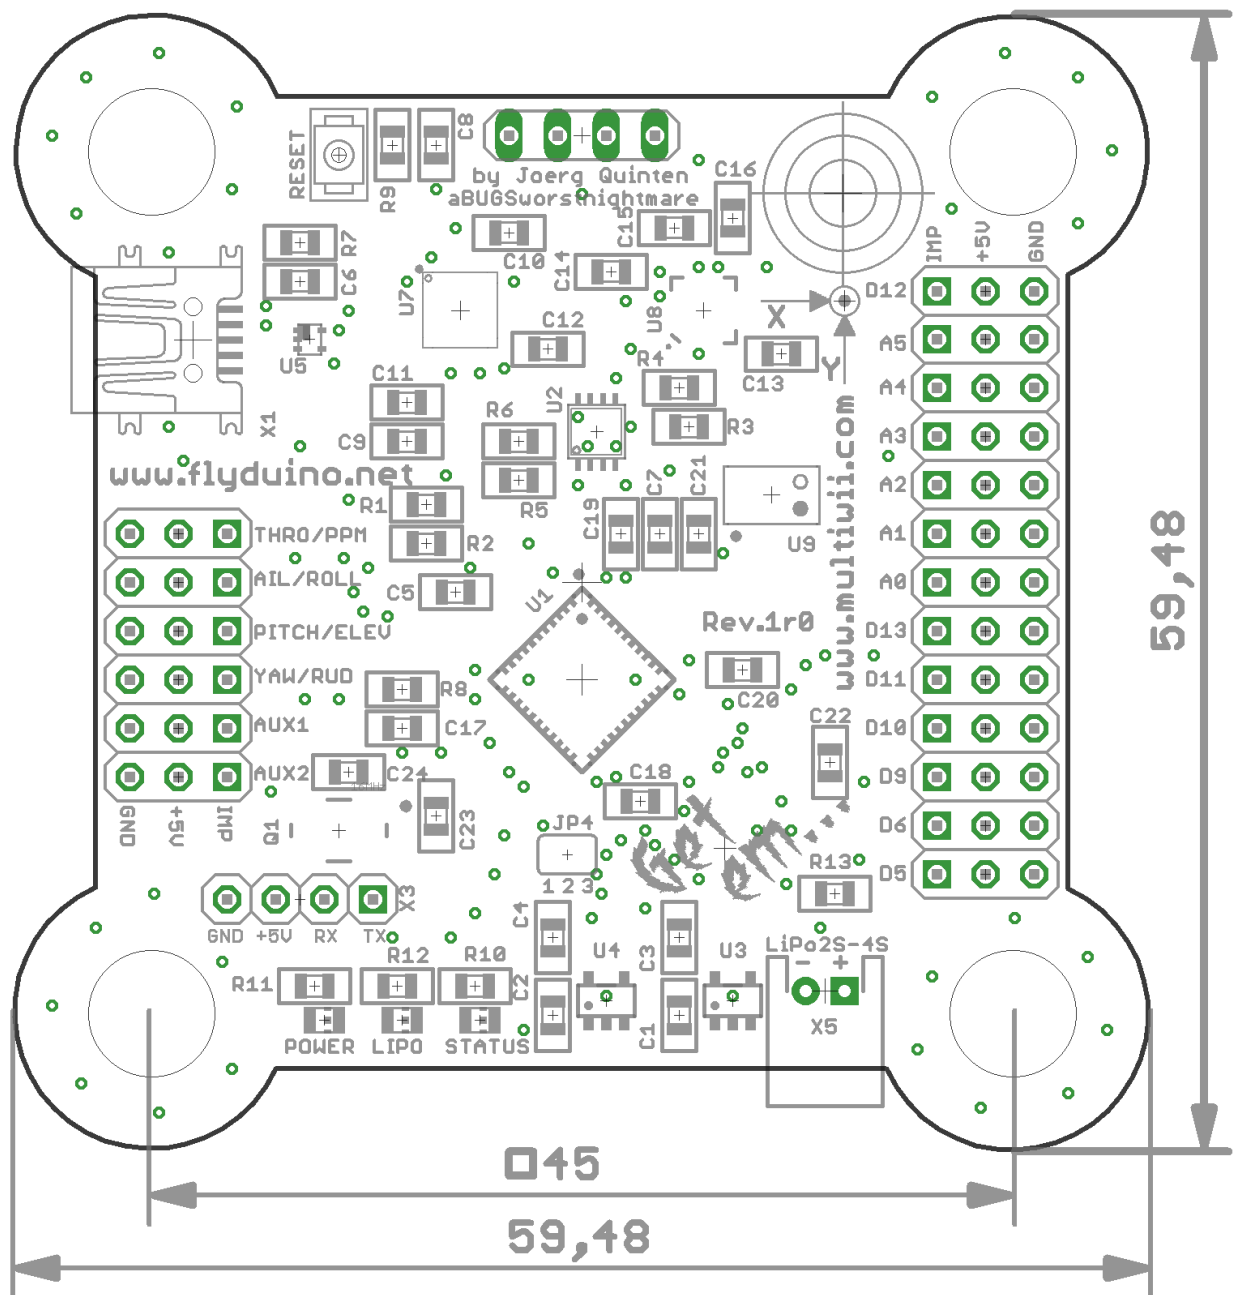 RESET
R9
C8
by Joerg Quinten
aBUGSworstnightmare
C16
C15
C10
C14
R7
C6
U7
U8
U5
X1
C12
C11
C9
R6
R5
U2
R4
R3
C13
X
Y
IMP
+5V
GND
D12
A5
A4
A3
A2
A1
A0
D13
D11
D10
D9
D6
D5
www.multiwii.com
www.flyduino.net
R1
R2
C5
C19
C7
C21
U9
U1
Rev.1r0
THRO/PPM
AIL/ROLL
PITCH/ELEV
YAW/RUD
AUX1
AUX2
GND
+5V
IMP
R8
C17
C24
Q1
C23
C20
C22
C18
JP4
1 2 3
Get
em...
R13
X3
GND
+5V
RX
TX
R11
R12
R10
POWER
LIPO
STATUS
C4
C2
U4
C3
C1
U3
LiPo2S-4S
- +
X5
59,48
□45
59,48